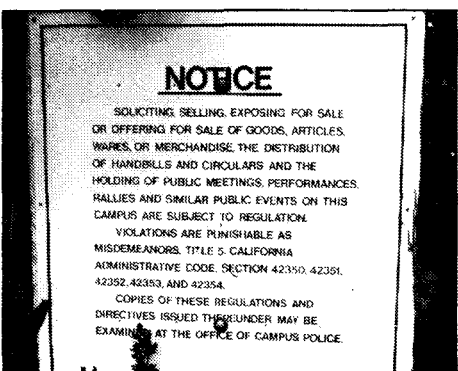 NOTICE
SOLICITING, SELLING, EXPOSING FOR SALE
OR OFFERING FOR SALE OF GOODS, ARTICLES,
WARES, OR MERCHANDISE, THE DISTRIBUTION
OF HANDBILLS AND CIRCULARS AND THE
HOLDING OF PUBLIC MEETINGS, PERFORMANCES,
RALLIES AND SIMILAR PUBLIC EVENTS ON THIS
CAMPUS ARE SUBJECT TO REGULATION.
VIOLATIONS ARE PUNISHABLE AS
MISDEMEANORS, TITLE 5, CALIFORNIA
ADMINISTRATIVE CODE, SECTION 42350, 42351,
42352, 42353, AND 42354.
COPIES OF THESE REGULATIONS AND
DIRECTIVES ISSUED THEREUNDER MAY BE
EXAMINED AT THE OFFICE OF CAMPUS POLICE.